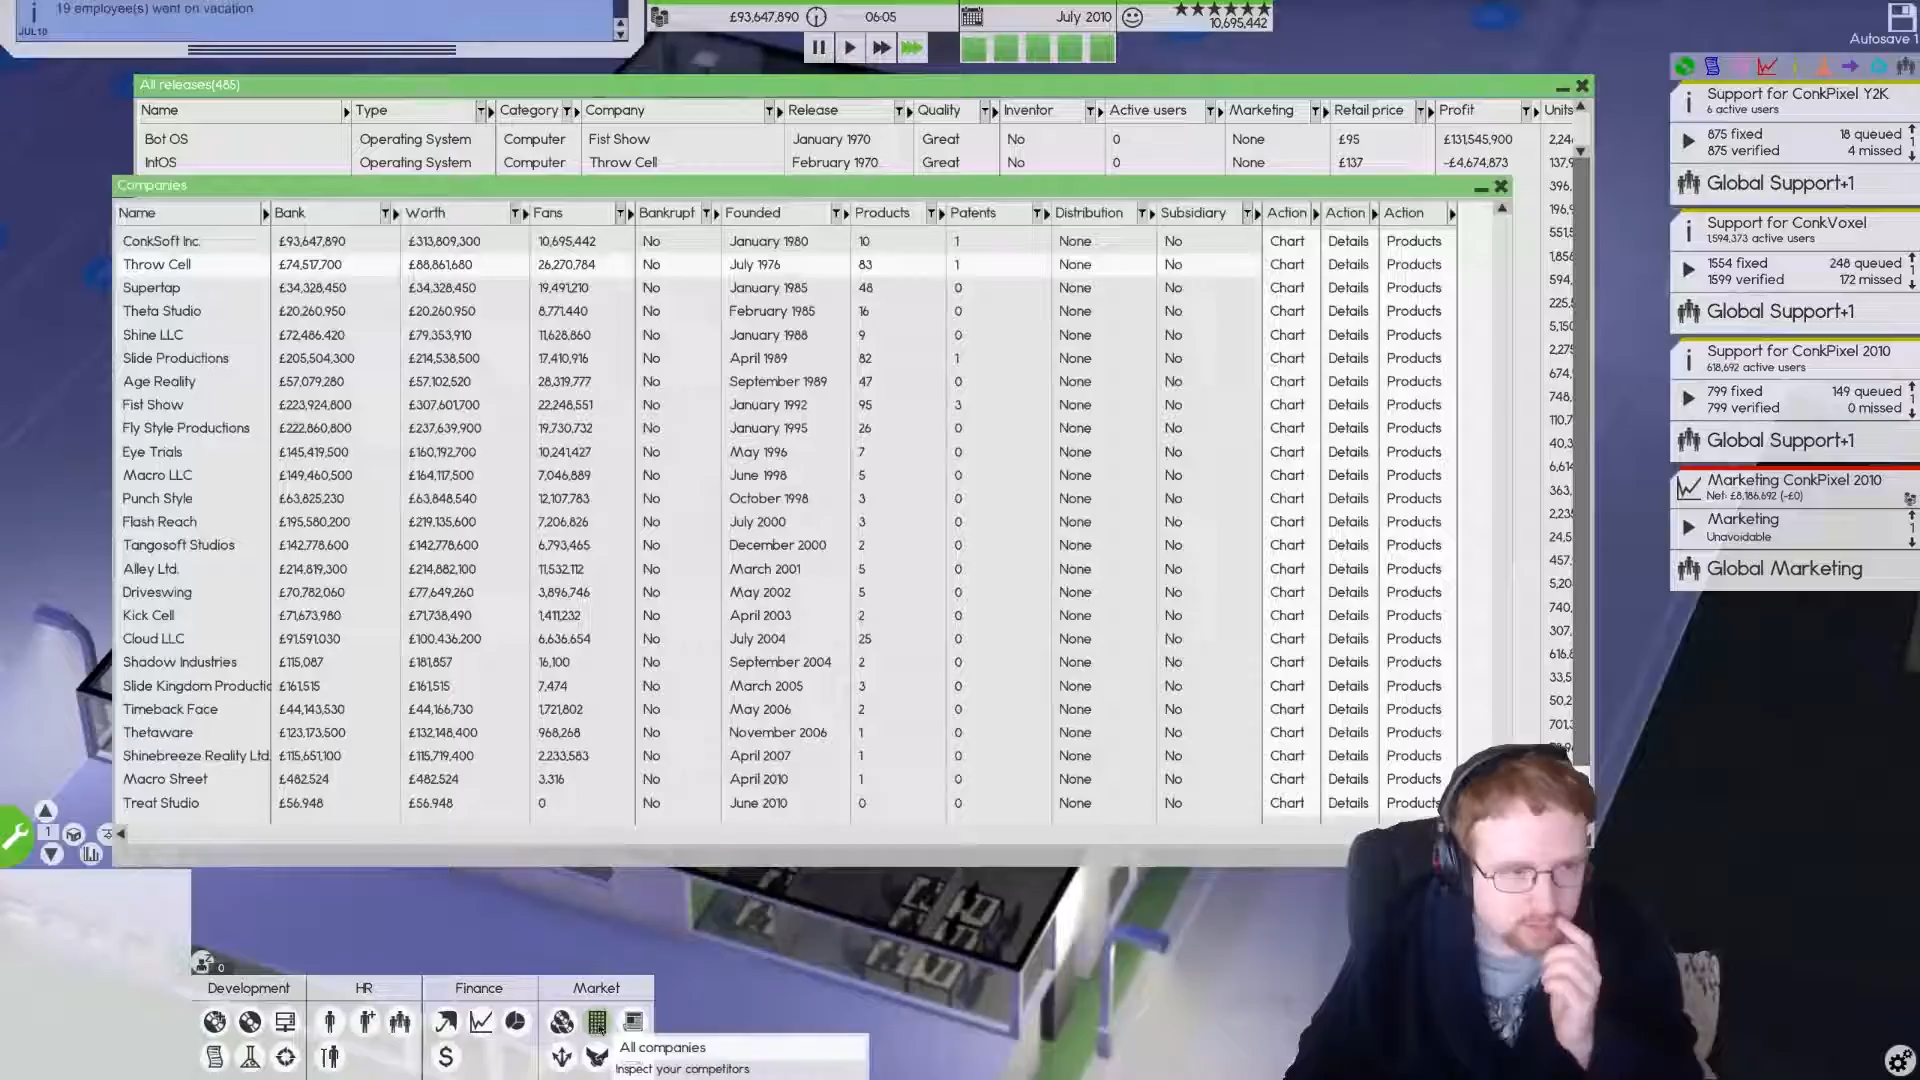 19 employee(s) went on vacation
JUL10
£93,647,890
06:05
July 2010
10,695,442
Autosave 1
All releases(485)
Name Type Category Company Release Quality Inventor Active users Marketing Retail price Profit Units
Bot OS Operating System Computer Fist Show January 1970 Great No 0 None £95 £131,545,900 2,24
IntOS Operating System Computer Throw Cell February 1970 Great No 0 None £137 -£4,674,873 137,9
Companies
Name Bank Worth Fans Bankrupt Founded Products Patents Distribution Subsidiary Action Action Action
ConkSoft Inc. £93,647,890 £313,809,300 10,695,442 No January 1980 10 1 None No Chart Details Products
Throw Cell £74,517,700 £88,861,680 26,270,784 No July 1976 83 1 None No Chart Details Products
Supertap £34,328,450 £34,328,450 19,491,210 No January 1985 48 0 None No Chart Details Products
Theta Studio £20,260,950 £20,260,950 8,771,440 No February 1985 16 0 None No Chart Details Products
Shine LLC £72,486,420 £79,353,910 11,628,860 No January 1988 9 0 None No Chart Details Products
Slide Productions £205,504,300 £214,538,500 17,410,916 No April 1989 82 1 None No Chart Details Products
Age Reality £57,079,280 £57,102,520 28,319,777 No September 1989 47 0 None No Chart Details Products
Fist Show £223,924,800 £307,601,700 22,248,551 No January 1992 95 3 None No Chart Details Products
Fly Style Productions £222,860,800 £237,639,900 19,730,732 No January 1995 26 0 None No Chart Details Products
Eye Trials £145,419,500 £160,192,700 10,241,427 No May 1996 7 0 None No Chart Details Products
Macro LLC £149,460,500 £164,117,500 7,046,889 No June 1998 5 0 None No Chart Details Products
Punch Style £63,825,230 £63,848,540 12,107,783 No October 1998 3 0 None No Chart Details Products
Flash Reach £195,580,200 £219,135,600 7,206,826 No July 2000 3 0 None No Chart Details Products
Tangosoft Studios £142,778,600 £142,778,600 6,793,465 No December 2000 2 0 None No Chart Details Products
Alley Ltd. £214,819,300 £214,882,100 11,532,112 No March 2001 5 0 None No Chart Details Products
Driveswing £70,782,060 £77,649,260 3,896,746 No May 2002 5 0 None No Chart Details Products
Kick Cell £71,673,980 £71,738,490 1,411,232 No April 2003 2 0 None No Chart Details Products
Cloud LLC £91,591,030 £100,436,200 6,636,654 No July 2004 25 0 None No Chart Details Products
Shadow Industries £115,087 £181,857 16,100 No September 2004 2 0 None No Chart Details Products
Slide Kingdom Productic £161,515 £161,515 7,474 No March 2005 3 0 None No Chart Details Products
Timeback Face £44,143,530 £44,166,730 1,721,802 No May 2006 2 0 None No Chart Details Products
Thetaware £123,173,500 £132,148,400 968,268 No November 2006 1 0 None No Chart Details Products
Shinebreeze Reality Ltd. £115,651,100 £115,719,400 2,233,583 No April 2007 1 0 None No Chart Details Products
Macro Street £482,524 £482,524 3,316 No April 2010 1 0 None No Chart Details Products
Treat Studio £56,948 £56,948 0 No June 2010 0 0 None No Chart Details Products
Support for ConkPixel Y2K
6 active users
875 fixed 18 queued
875 verified 4 missed
1
Global Support+1
Support for ConkVoxel
1,594,373 active users
1554 fixed 248 queued
1599 verified 172 missed
1
Global Support+1
Support for ConkPixel 2010
618,692 active users
799 fixed 149 queued
799 verified 0 missed
1
Global Support+1
Marketing ConkPixel 2010
Net: £8,186,692 (-£0)
Marketing
Unavoidable
1
Global Marketing
1
0
Development HR Finance Market
All companies
Inspect your competitors